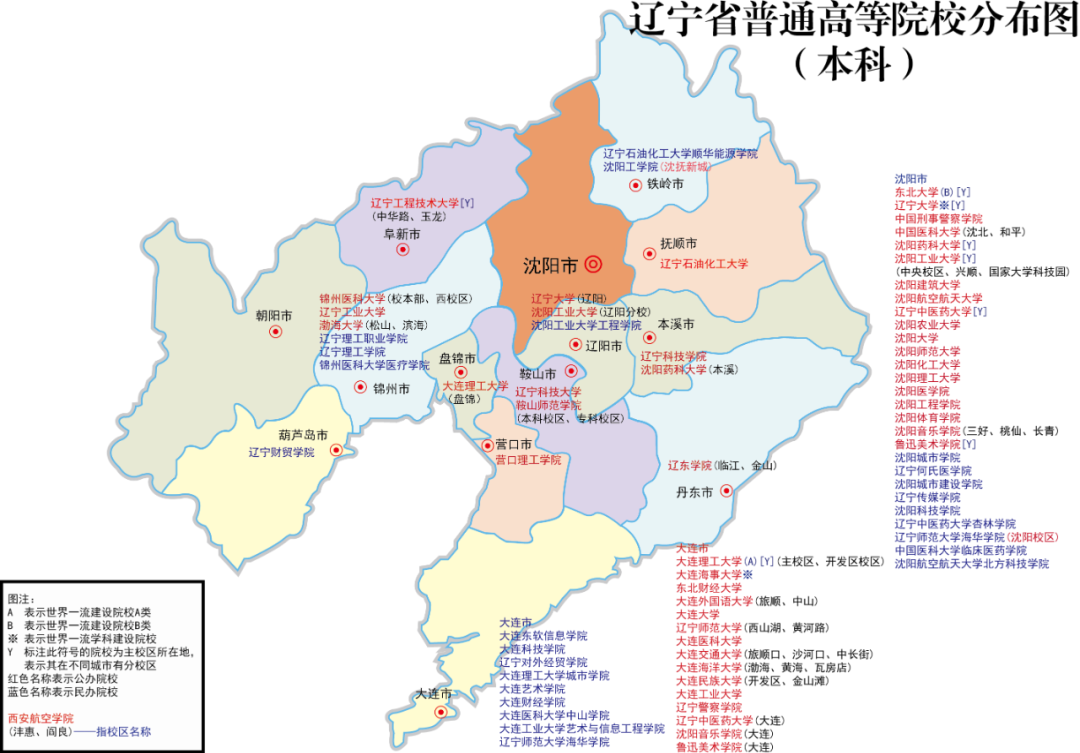 辽宁省普通高等院校分布图
（本科）
辽宁石油化工大学顺华能源学院
沈阳工学院(沈抚新城)
铁岭市
辽宁工程技术大学[Y]
(中华路、玉龙)
阜新市
沈阳市
抚顺市
辽宁石油化工大学
朝阳市
锦州医科大学(校本部、西校区)
辽宁工业大学
渤海大学(松山、滨海)
辽宁理工职业学院
辽宁理工学院
锦州医科大学医疗学院
锦州市
辽宁大学(辽阳)
沈阳工业大学(辽阳分校)
沈阳工业大学工程学院
辽阳市
本溪市
辽宁科技学院
沈阳药科大学(本溪)
盘锦市
大连理工大学
(盘锦)
鞍山市
辽宁科技大学
鞍山师范学院
(本科校区、专科校区)
葫芦岛市
辽宁财贸学院
营口市
营口理工学院
辽东学院(临江、金山)
丹东市
沈阳市
东北大学(B)[Y]
辽宁大学※[Y]
中国刑事警察学院
中国医科大学(沈北、和平)
沈阳药科大学[Y]
沈阳工业大学[Y]
(中央校区、兴顺、国家大学科技园)
沈阳建筑大学
沈阳航空航天大学
辽宁中医药大学[Y]
沈阳农业大学
沈阳大学
沈阳师范大学
沈阳化工大学
沈阳理工大学
沈阳医学院
沈阳工程学院
沈阳体育学院
沈阳音乐学院(三好、桃仙、长青)
鲁迅美术学院[Y]
沈阳城市学院
辽宁何氏医学院
沈阳城市建设学院
辽宁传媒学院
沈阳科技学院
辽宁中医药大学杏林学院
辽宁师范大学海华学院(沈阳校区)
中国医科大学临床医药学院
沈阳航空航天大学北方科技学院
大连市
大连理工大学(A)[Y](主校区、开发区校区)
大连海事大学※
东北财经大学
大连外国语大学(旅顺、中山)
大连大学
辽宁师范大学(西山湖、黄河路)
大连医科大学
大连交通大学(旅顺口、沙河口、中长街)
大连海洋大学(渤海、黄海、瓦房店)
大连民族大学(开发区、金山滩)
大连工业大学
辽宁警察学院
辽宁中医药大学(大连)
沈阳音乐学院(大连)
鲁迅美术学院(大连)
大连市
大连东软信息学院
大连科技学院
辽宁对外经贸学院
大连理工大学城市学院
大连艺术学院
大连财经学院
大连医科大学中山学院
大连工业大学艺术与信息工程学院
辽宁师范大学海华学院
大连市
图注：
A 表示世界一流建设院校A类
B 表示世界一流建设院校B类
※ 表示世界一流学科建设院校
Y 标注此符号的院校为主校区所在地，
表示其在不同城市有分校区
红色名称表示公办院校
蓝色名称表示民办院校
西安航空学院
(沣惠、阎良)——指校区名称